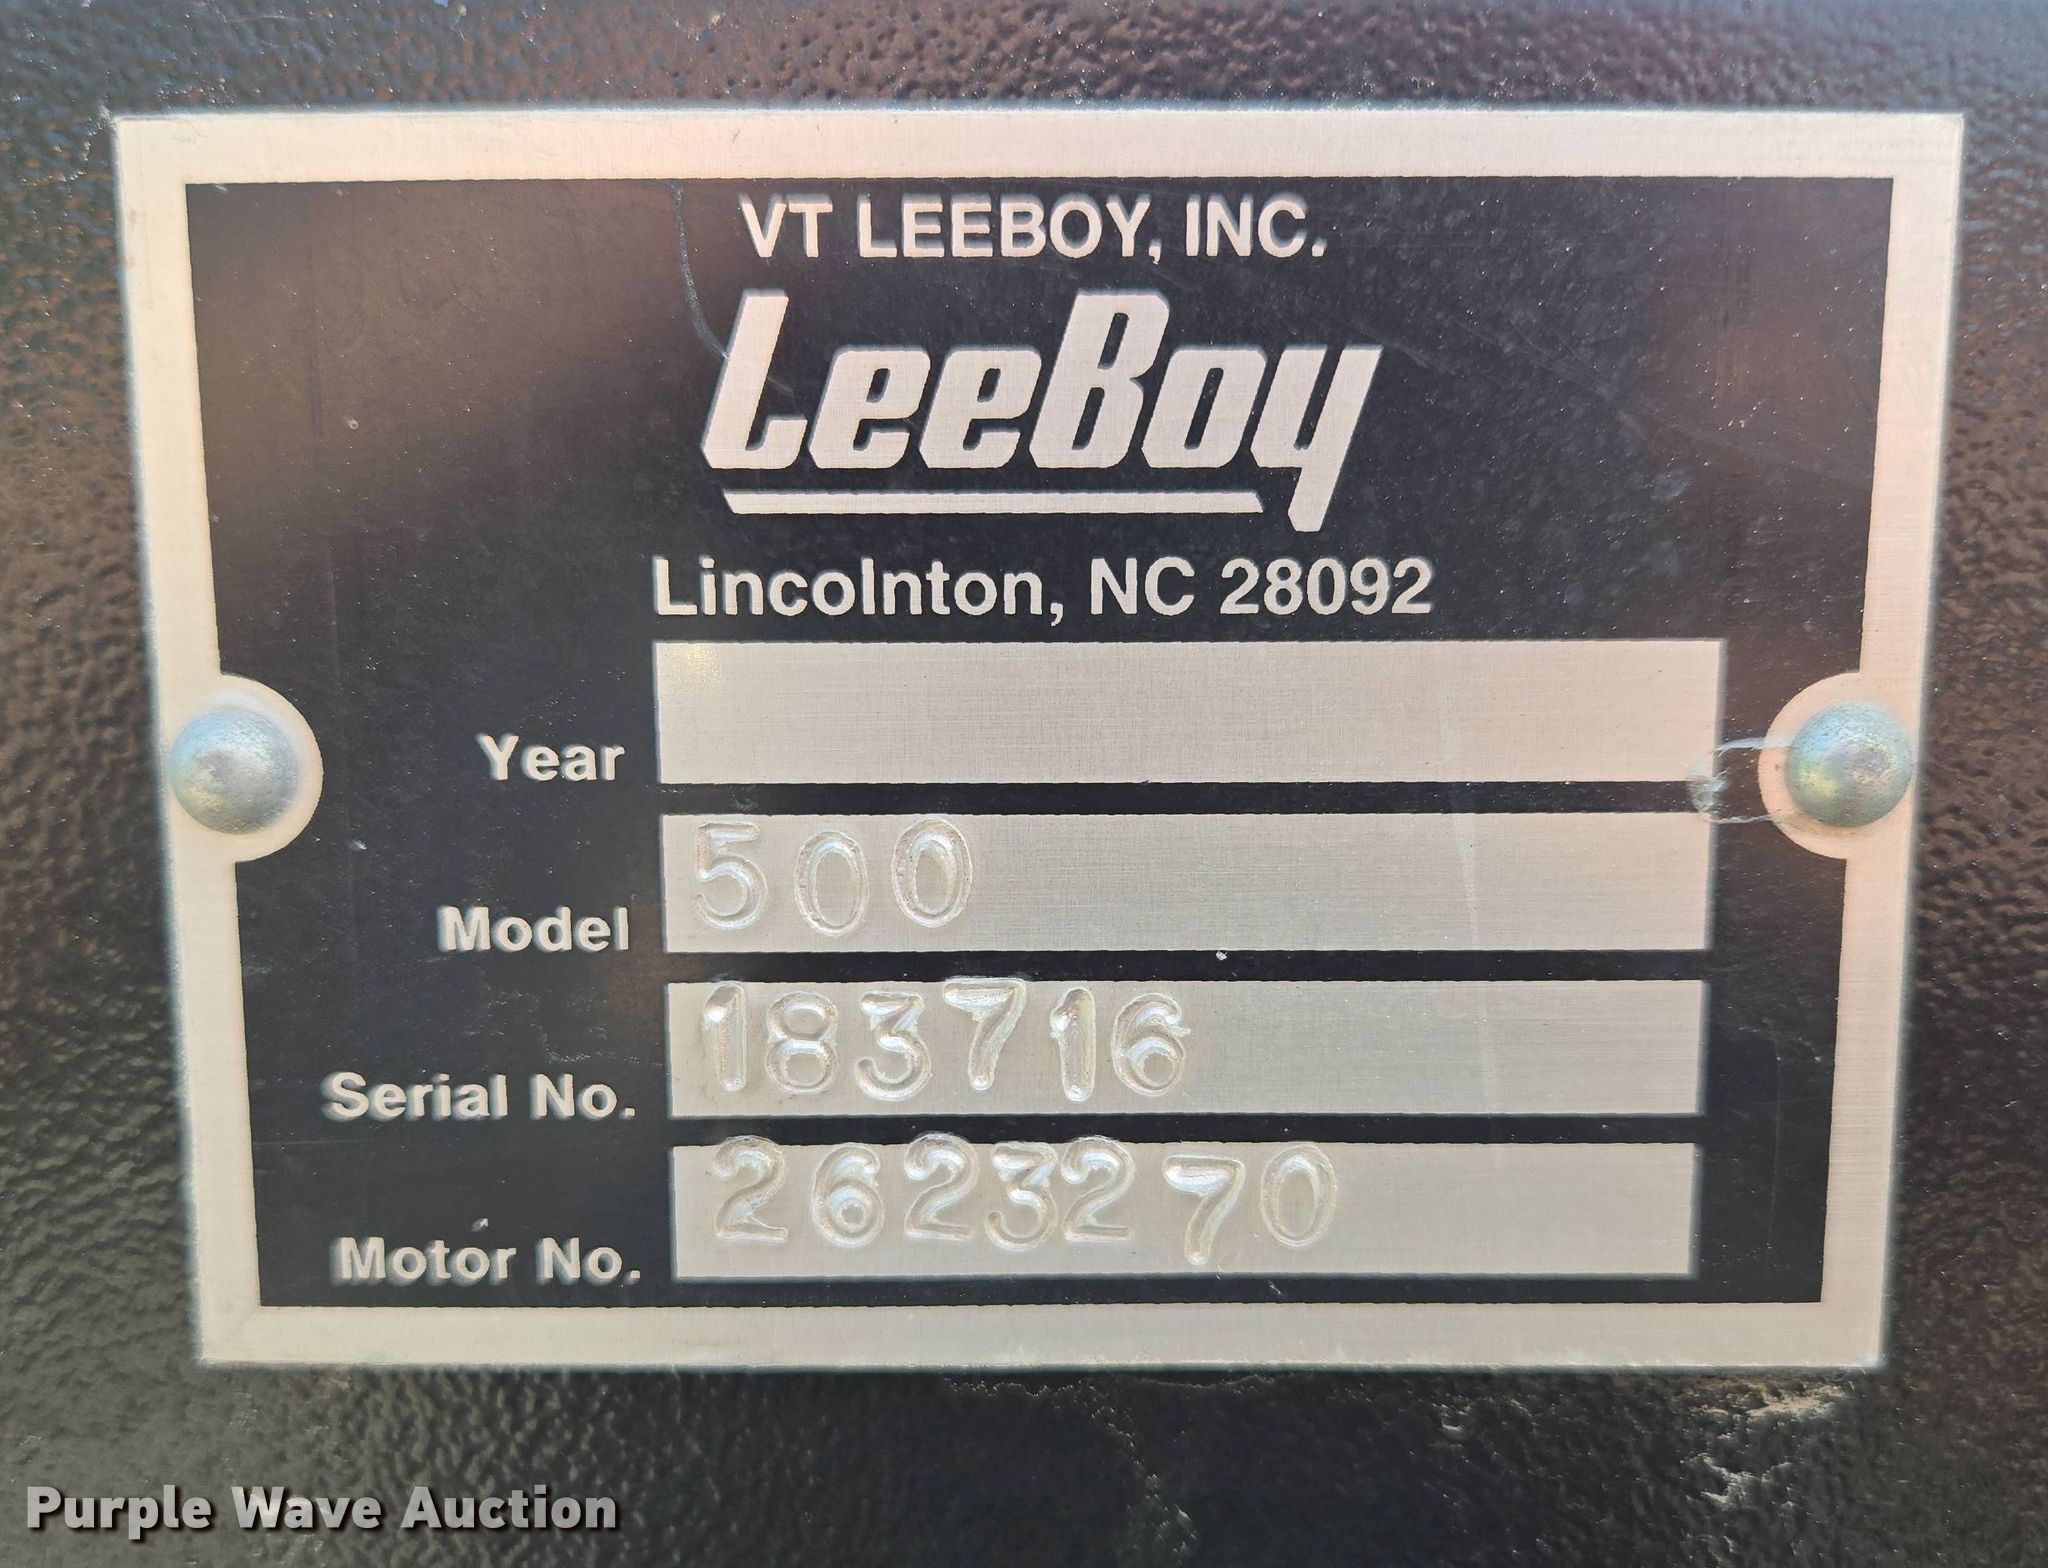 VT LEEBOY, INC.
LeeBoy
Lincolnton, NC 28092
Year
Model 500
Serial No. 183716
Motor No. 2623270
Purple Wave Auction